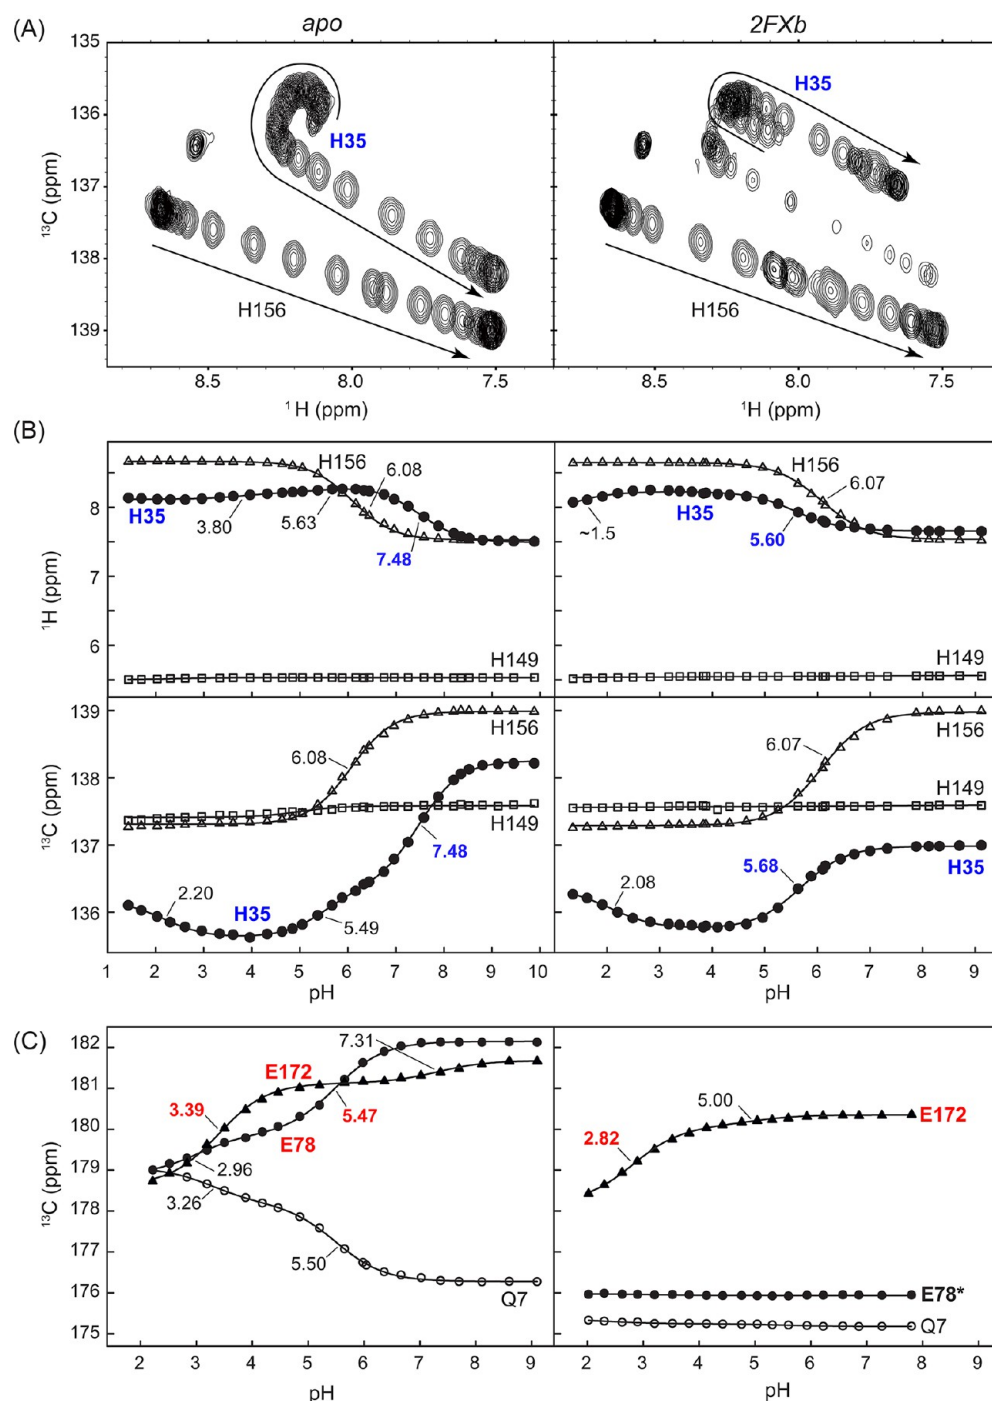 (A)
apo
2FXb
135
136
137
138
139
¹³C (ppm)
H35
H156
H35
H156
8.5
8.0
7.5
8.5
8.0
7.5
¹H (ppm)
¹H (ppm)
(B)
8
7
6
¹H (ppm)
H156
6.08
H35
3.80
5.63
7.48
H149
H156
6.07
H35
~1.5
5.60
H149
139
138
137
136
¹³C (ppm)
H156
6.08
H149
7.48
2.20
H35
5.49
H156
6.07
H149
5.68
H35
2.08
1 2 3 4 5 6 7 8 9 10
2 3 4 5 6 7 8 9
pH
pH
(C)
182
181
180
179
178
177
176
175
¹³C (ppm)
7.31
E172
3.39
5.47
E78
2.96
3.26
5.50
Q7
5.00
E172
2.82
E78*
Q7
2 3 4 5 6 7 8 9
2 3 4 5 6 7 8 9
pH
pH